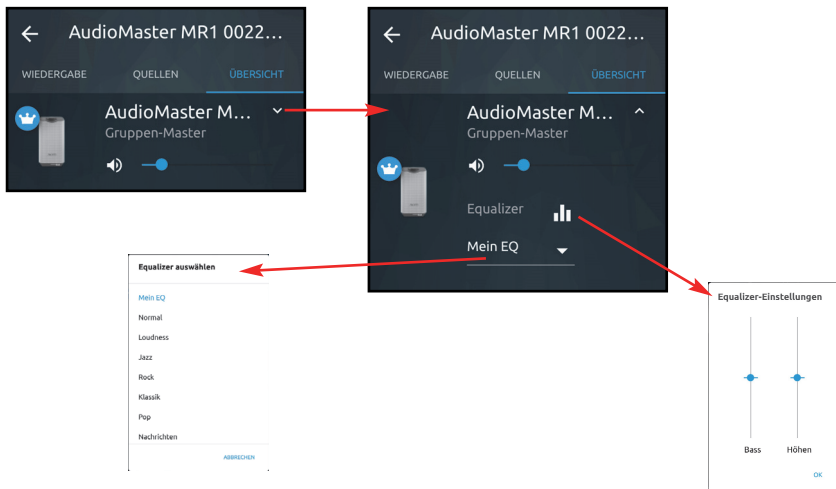 AudioMaster MR1 0022...
WIEDERGABE QUELLEN ÜBERSICHT
AudioMaster M...
Gruppen-Master
AudioMaster MR1 0022...
WIEDERGABE QUELLEN ÜBERSICHT
AudioMaster M...
Gruppen-Master
Equalizer
Mein EQ
Equalizer auswählen
Mein EQ
Normal
Loudness
Jazz
Rock
Klassik
Pop
Nachrichten
ABBRECHEN
Equalizer-Einstellungen
Bass Höhen
OK